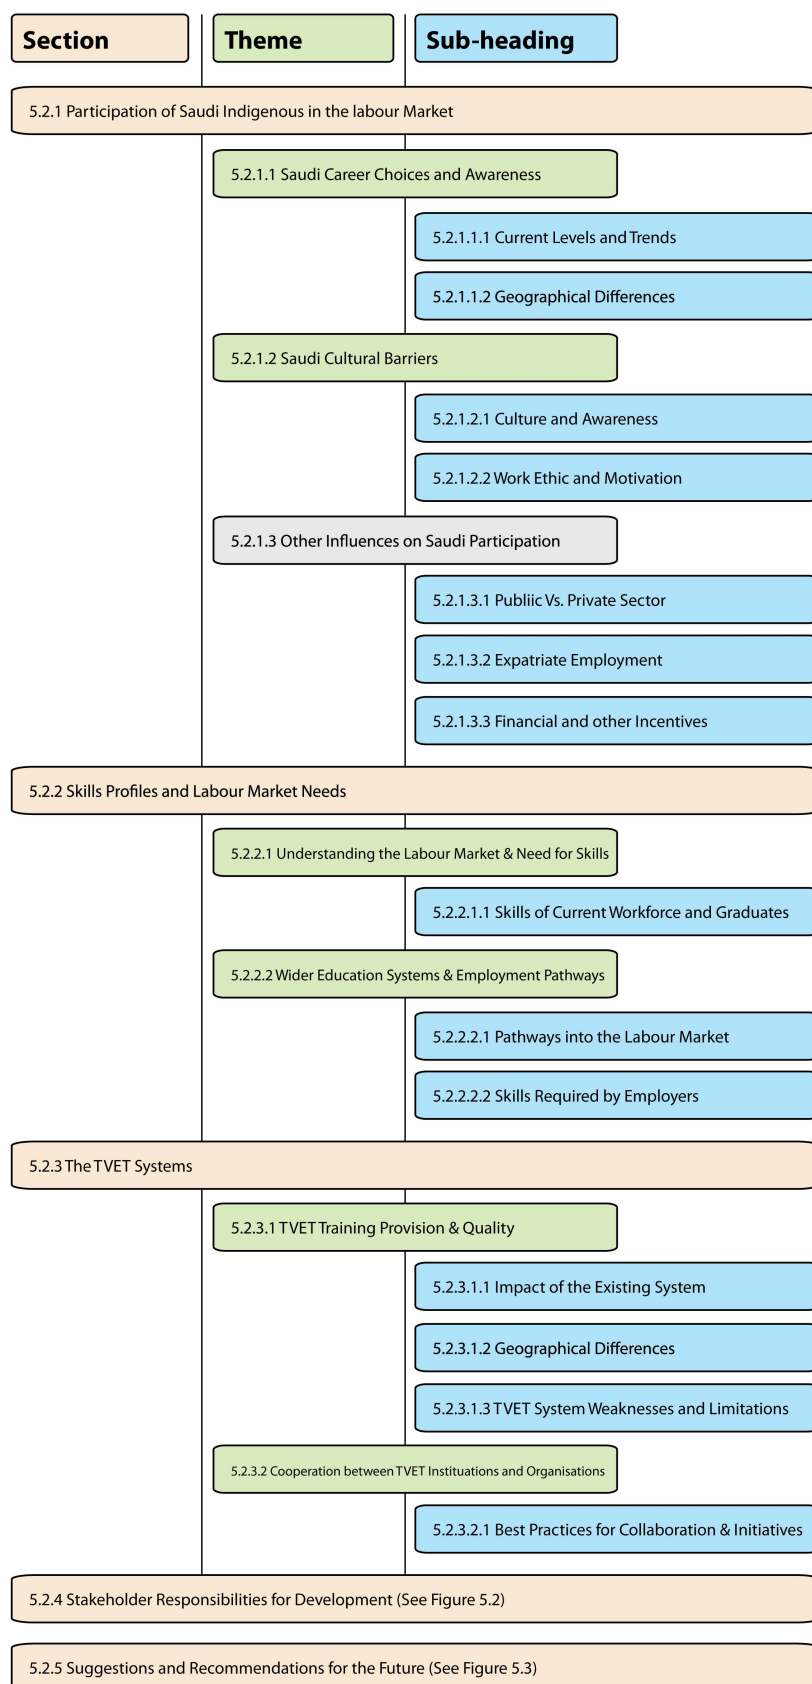 Section
Theme
Sub-heading
5.2.1 Participation of Saudi Indigenous in the labour Market
5.2.1.1 Saudi Career Choices and Awareness
5.2.1.1.1 Current Levels and Trends
5.2.1.1.2 Geographical Differences
5.2.1.2 Saudi Cultural Barriers
5.2.1.2.1 Culture and Awareness
5.2.1.2.2 Work Ethic and Motivation
5.2.1.3 Other Influences on Saudi Participation
5.2.1.3.1 Publiic Vs. Private Sector
5.2.1.3.2 Expatriate Employment
5.2.1.3.3 Financial and other Incentives
5.2.2 Skills Profiles and Labour Market Needs
5.2.2.1 Understanding the Labour Market & Need for Skills
5.2.2.1.1 Skills of Current Workforce and Graduates
5.2.2.2 Wider Education Systems & Employment Pathways
5.2.2.2.1 Pathways into the Labour Market
5.2.2.2.2 Skills Required by Employers
5.2.3 The TVET Systems
5.2.3.1 TVET Training Provision & Quality
5.2.3.1.1 Impact of the Existing System
5.2.3.1.2 Geographical Differences
5.2.3.1.3 TVET System Weaknesses and Limitations
5.2.3.2 Cooperation between TVET Instituations and Organisations
5.2.3.2.1 Best Practices for Collaboration & Initiatives
5.2.4 Stakeholder Responsibilities for Development (See Figure 5.2)
5.2.5 Suggestions and Recommendations for the Future (See Figure 5.3)